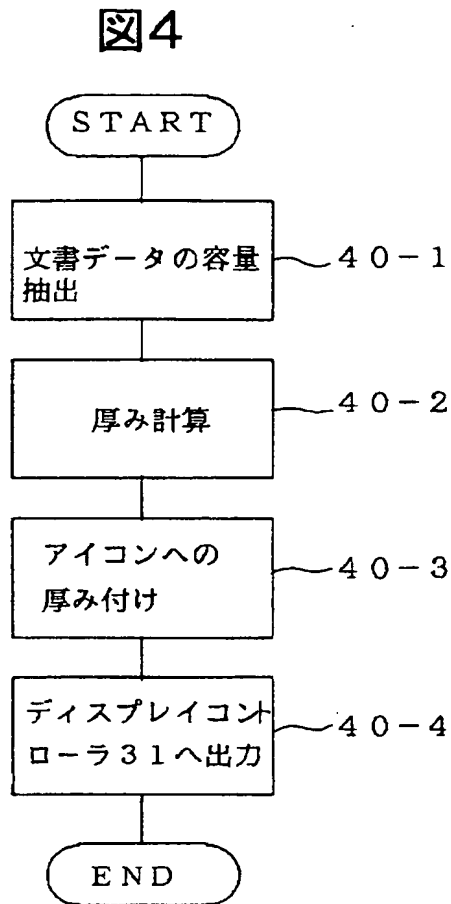 図4
START
文書データの容量
抽出
40-1
厚み計算
40-2
アイコンへの
厚み付け
40-3
ディスプレイコント
ローラ31へ出力
40-4
END